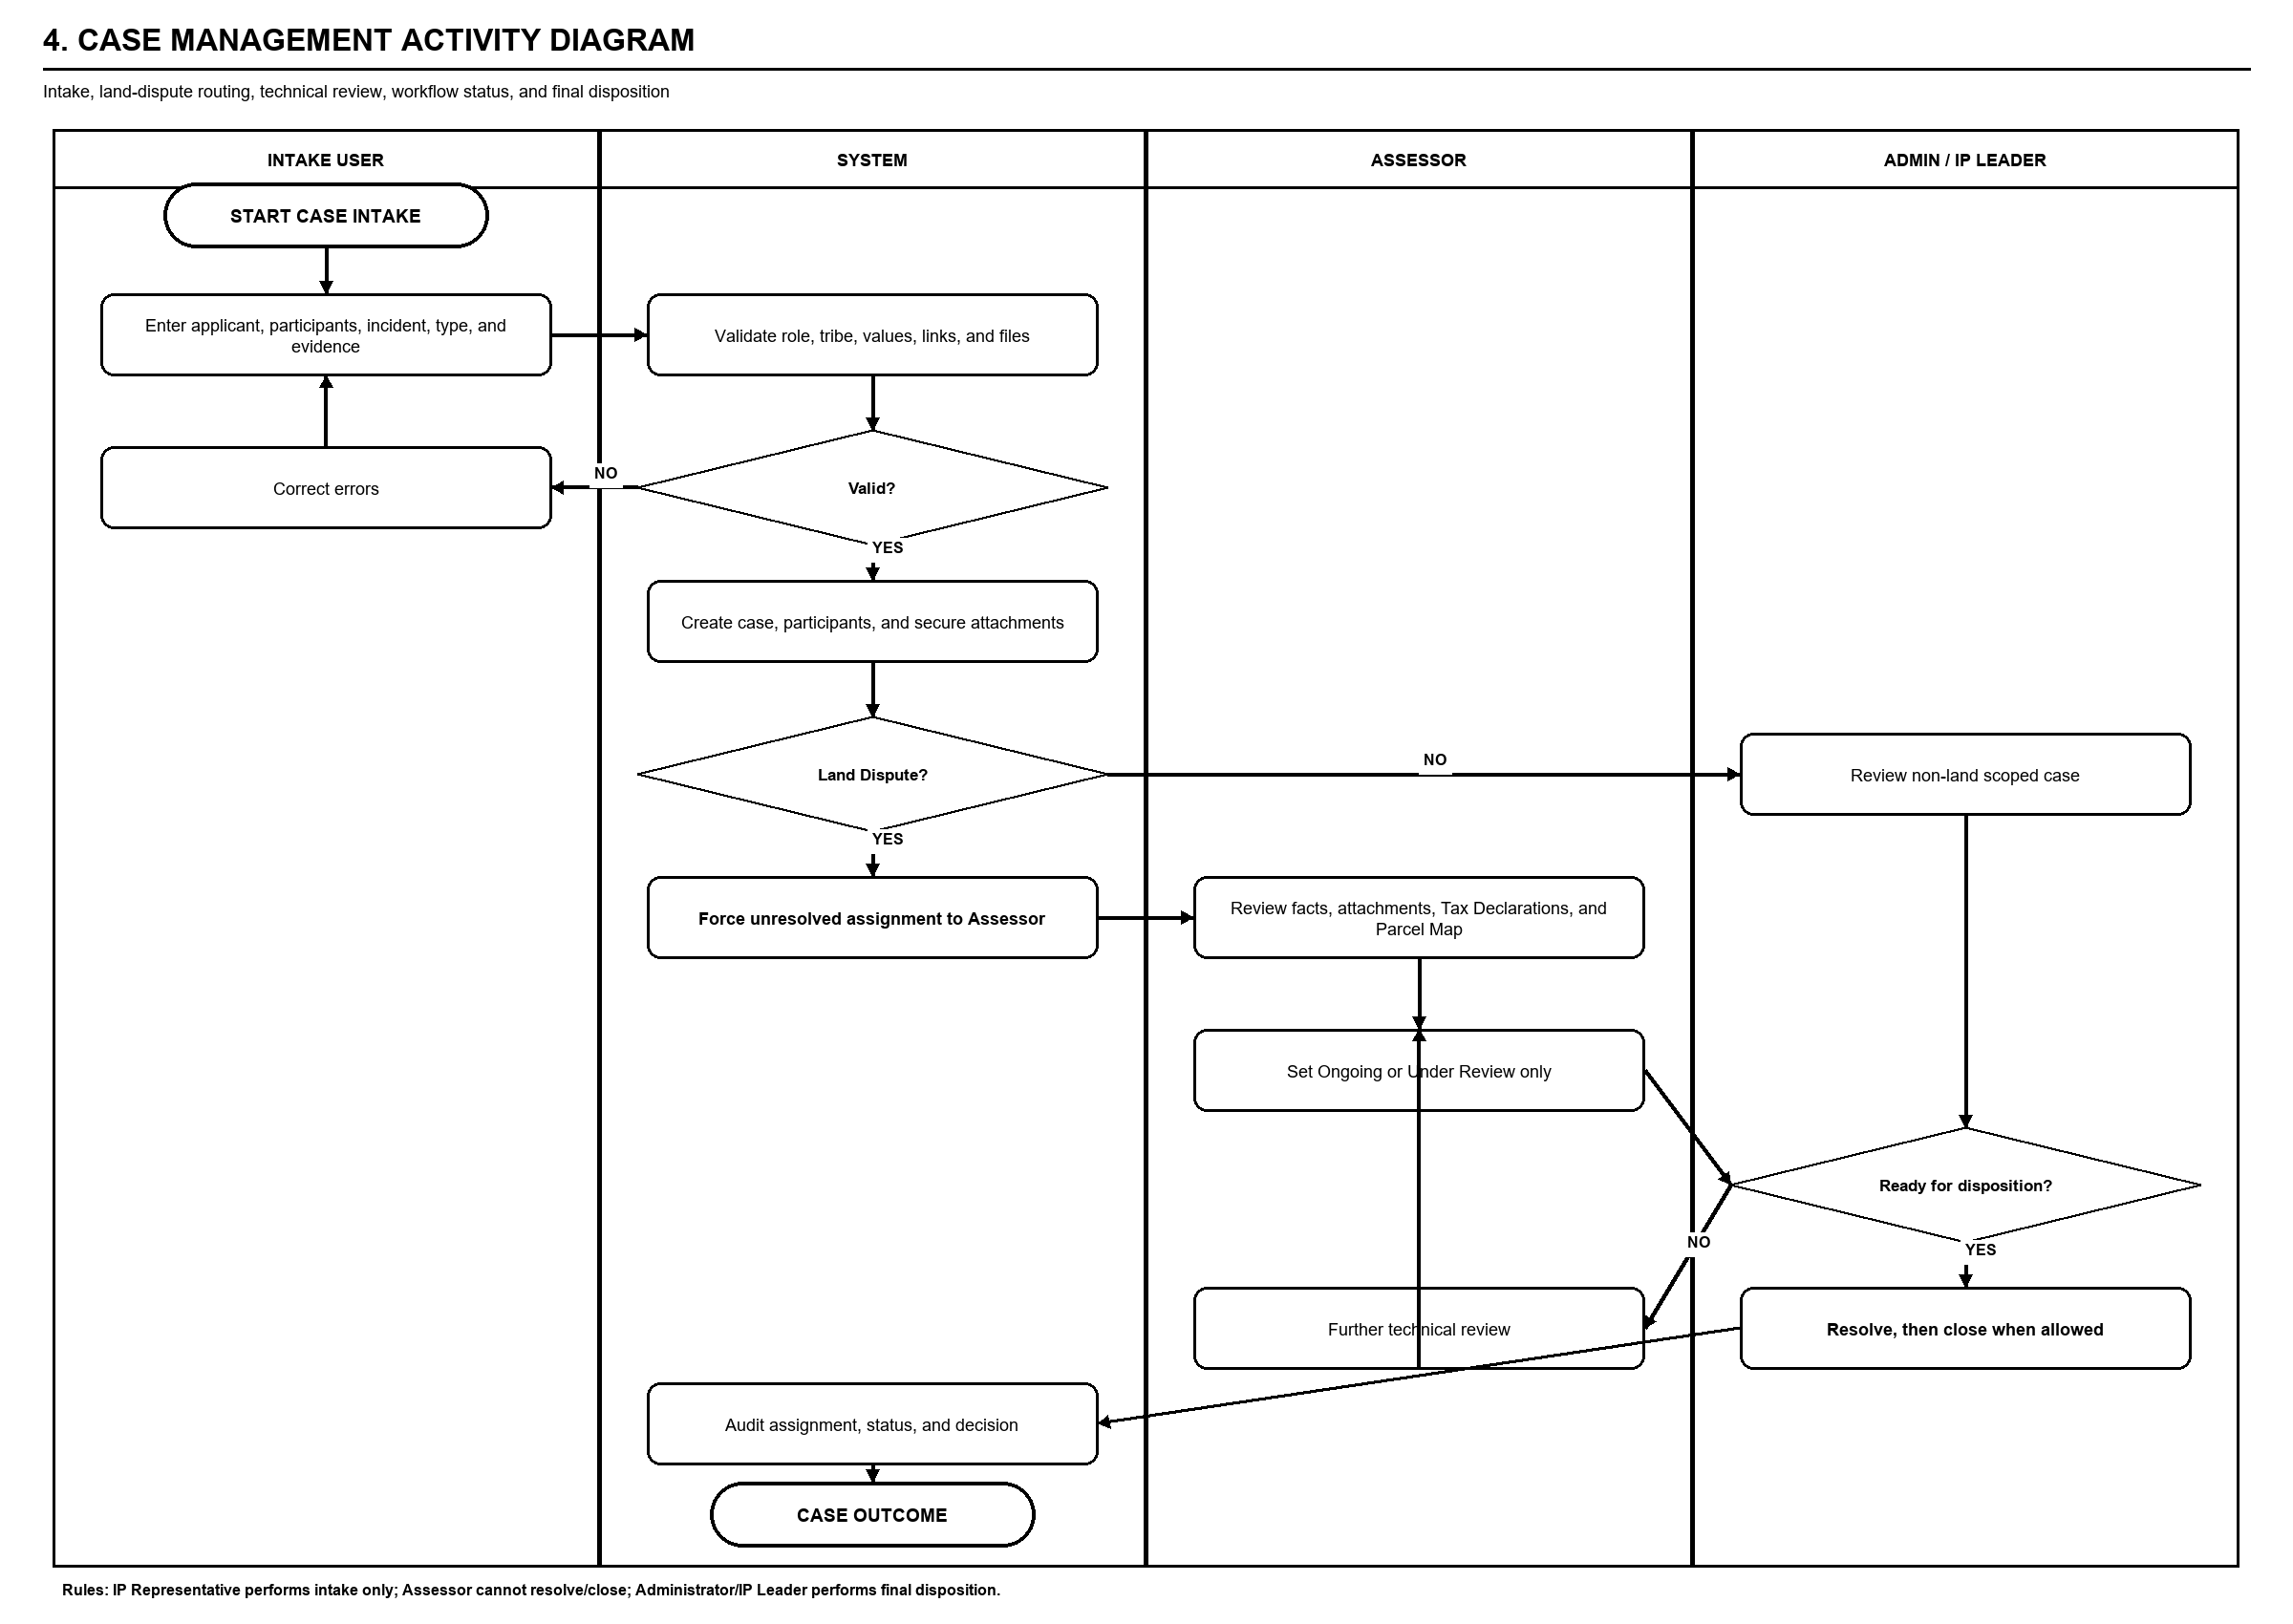 4. CASE MANAGEMENT ACTIVITY DIAGRAM
Intake, land-dispute routing, technical review, workflow status, and final disposition
INTAKE USER
SYSTEM
ASSESSOR
ADMIN / IP LEADER
START CASE INTAKE
Enter applicant, participants, incident, type, and
evidence
Validate role, tribe, values, links, and files
Correct errors
NO
Valid?
YES
Create case, participants, and secure attachments
Land Dispute?
NO
Review non-land scoped case
YES
Force unresolved assignment to Assessor
Review facts, attachments, Tax Declarations, and
Parcel Map
Set Ongoing or Under Review only
Ready for disposition?
NO
YES
Further technical review
Resolve, then close when allowed
Audit assignment, status, and decision
CASE OUTCOME
Rules: IP Representative performs intake only; Assessor cannot resolve/close; Administrator/IP Leader performs final disposition.